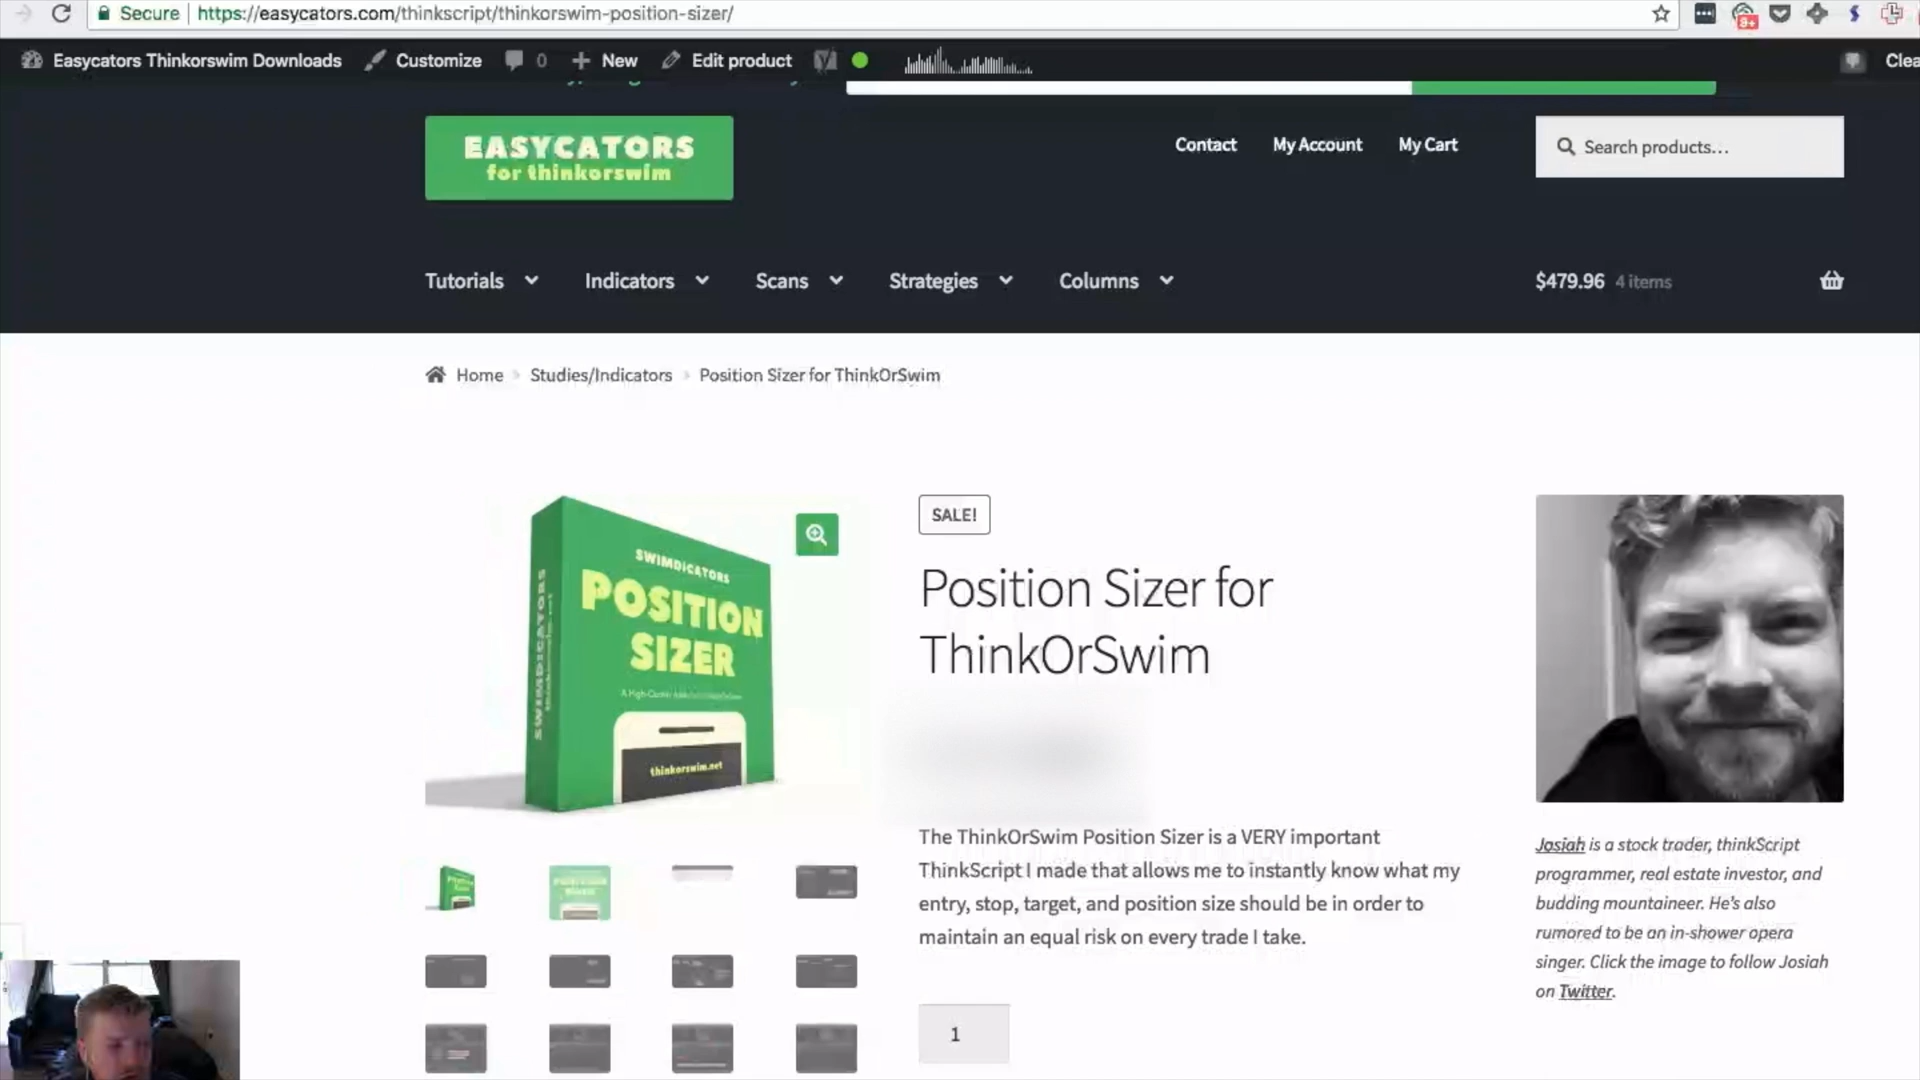 Secure https://easycators.com/thinkscript/thinkorswim-position-sizer/
9+
Easycators Thinkorswim Downloads Customize 0 New Edit product
EASYCATORS
for thinkorswim
Contact My Account My Cart
Search products…
Tutorials Indicators Scans Strategies Columns
$479.96 4 items
Home Studies/Indicators Position Sizer for ThinkOrSwim
SWIMDICATORS
POSITION
SIZER
thinkorswim.net
SWIMDICATORS
thinkorswim.net
SALE!
Position Sizer for
ThinkOrSwim
The ThinkOrSwim Position Sizer is a VERY important
ThinkScript I made that allows me to instantly know what my
entry, stop, target, and position size should be in order to
maintain an equal risk on every trade I take.
1
Josiah is a stock trader, thinkScript
programmer, real estate investor, and
budding mountaineer. He's also
rumored to be an in-shower opera
singer. Click the image to follow Josiah
on Twitter.